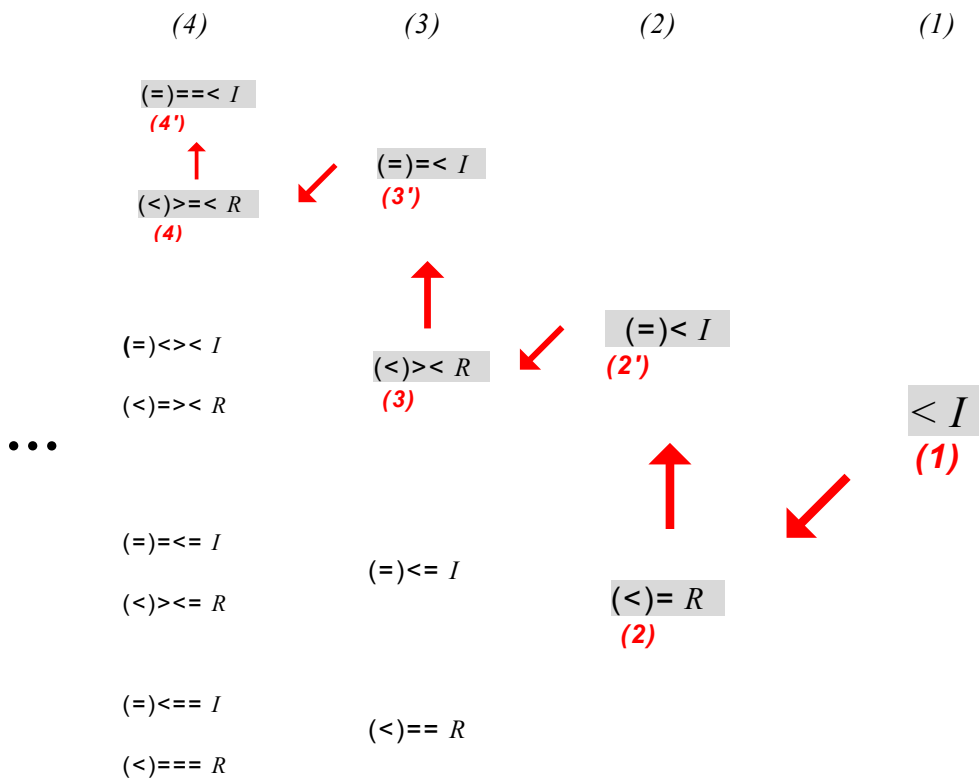 (4) (3) (2) (1)
(=)==< I
(4')
(=)=< I
(3')
(<)>=< R
(4)
(=)< I
(2')
(=)<>< I
(<)>< R
(3)
(<)=>< R
< I
(1)
...
(=)=<= I
(=)<= I
(<)><= R
(<)= R
(2)
(=)<== I
(<)== R
(<)=== R